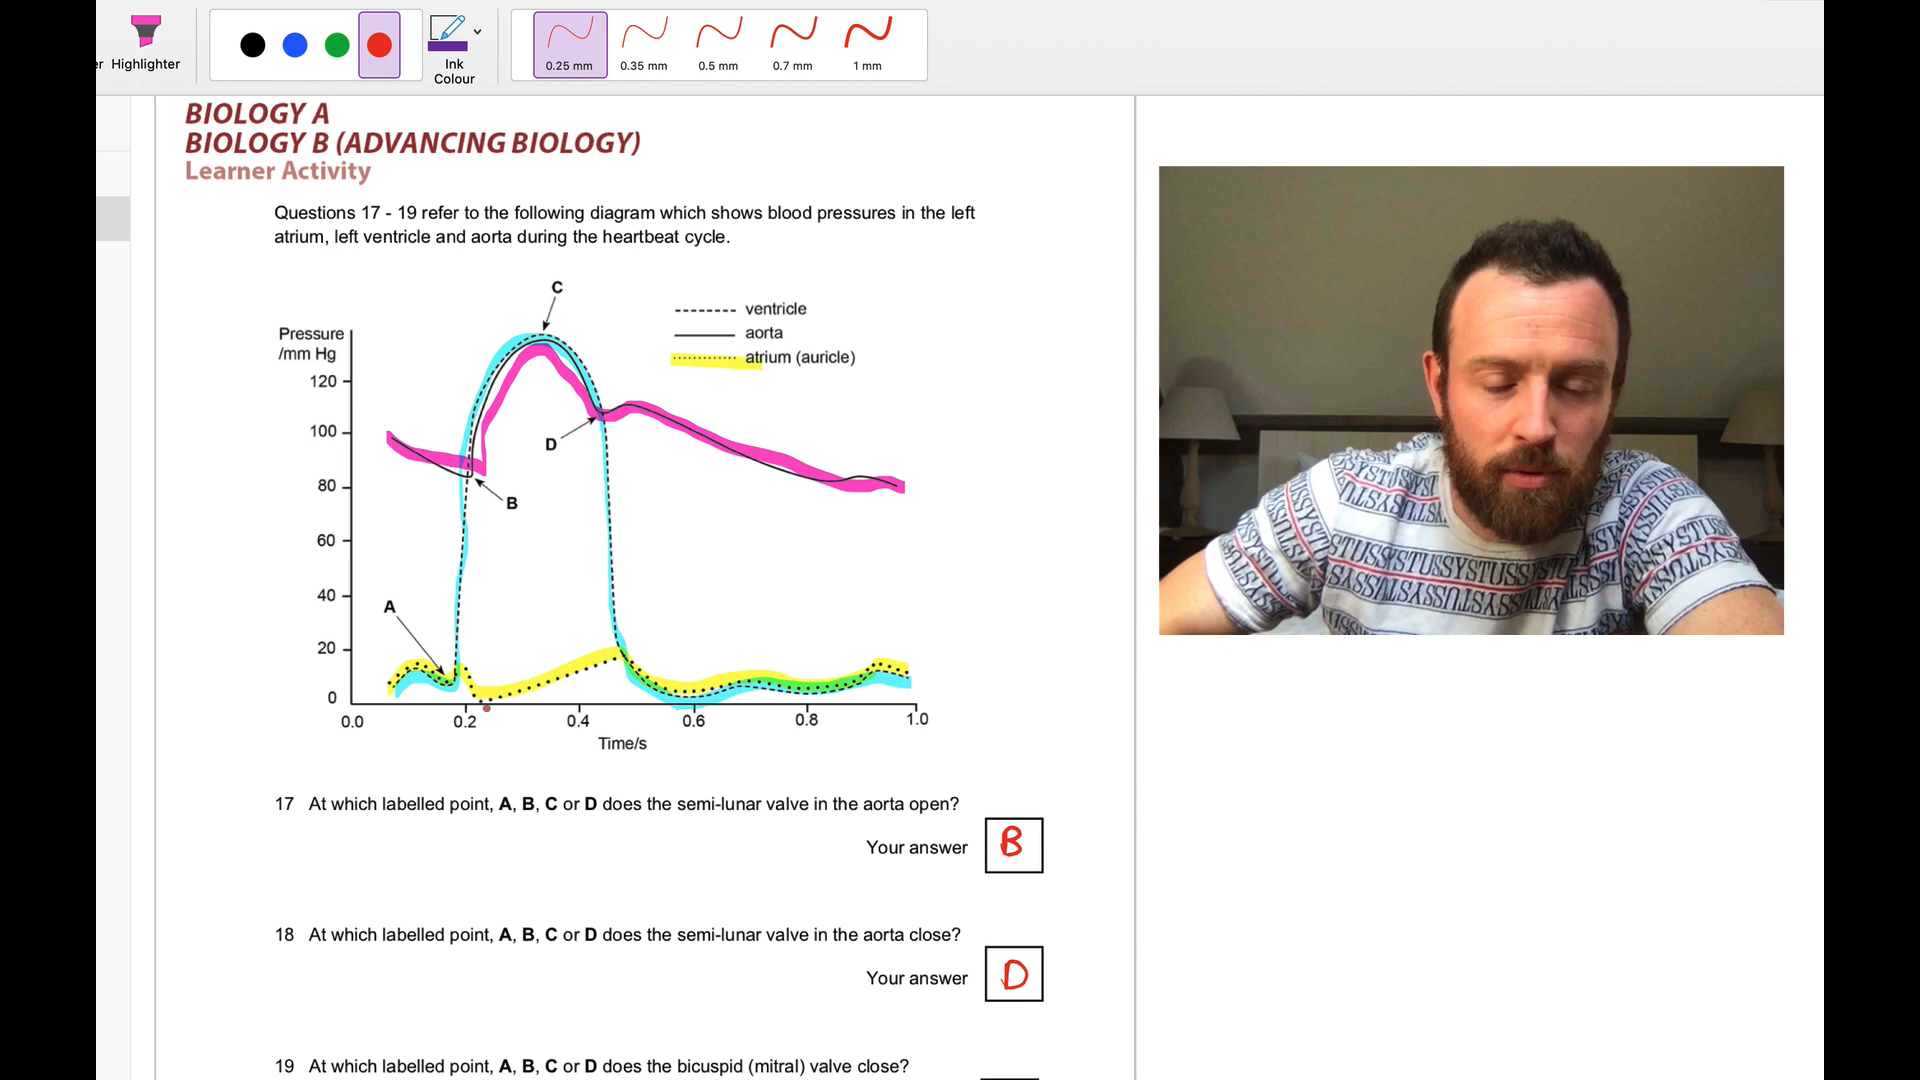 er Highlighter
Ink
Colour
0.25 mm 0.35 mm 0.5 mm 0.7 mm 1 mm
BIOLOGY A
BIOLOGY B (ADVANCING BIOLOGY)
Learner Activity
Questions 17 - 19 refer to the following diagram which shows blood pressures in the left
atrium, left ventricle and aorta during the heartbeat cycle.
C
ventricle
aorta
atrium (auricle)
Pressure
/mm Hg
120
100
80
60
40
20
0
D
B
A
0.0 0.2 0.4 0.6 0.8 1.0
Time/s
17 At which labelled point, A, B, C or D does the semi-lunar valve in the aorta open?
Your answer B
18 At which labelled point, A, B, C or D does the semi-lunar valve in the aorta close?
Your answer D
19 At which labelled point, A, B, C or D does the bicuspid (mitral) valve close?